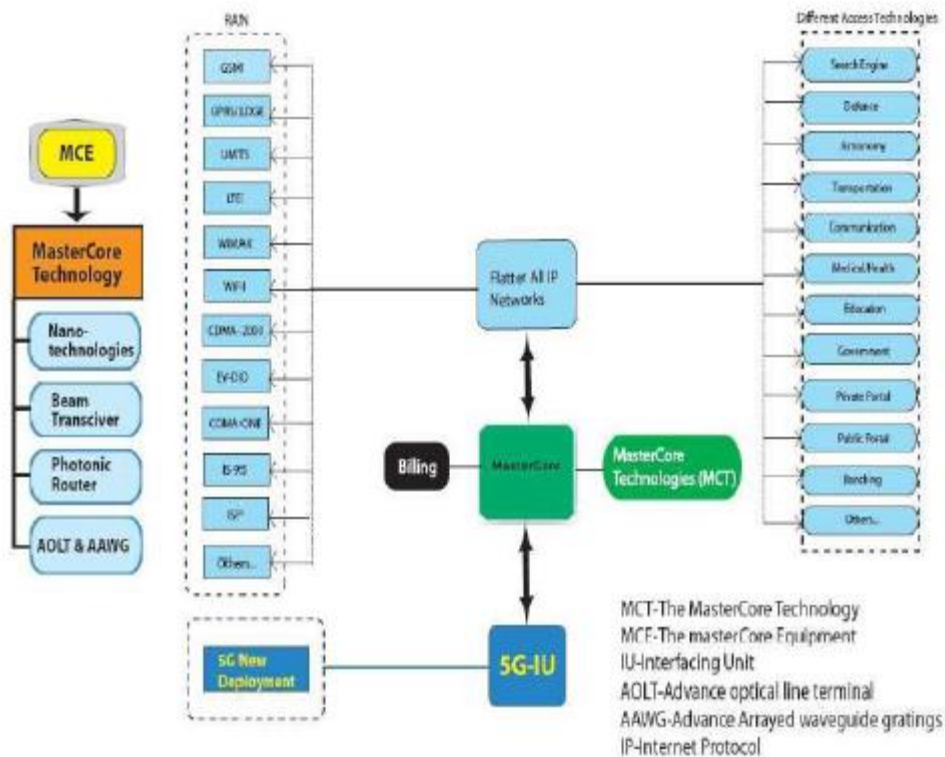 RAN
Different Access Technologies
MCE
MasterCore
Technology
Nano-
technologies
Beam
Transciver
Photonic
Router
AOLT & AAWG
GSM
GPRS/EDGE
UMTS
LTE
WIMAX
WIFI
CDMA-2000
EV-DO
CDMA-ONE
IS-95
ISP
Others...
Flatter All IP
Networks
Billing
MasterCore
MasterCore
Technologies (MCT)
5G New
Deployment
5G-IU
Search Engine
Defence
Transportation
Communication
Medical/Health
Education
Government
Private Portal
Public Portal
Banking
Others...
MCT-The MasterCore Technology
MCE-The masterCore Equipment
IU-Interfacing Unit
AOLT-Advance optical line terminal
AAWG-Advance Arrayed waveguide gratings
IP-Internet Protocol